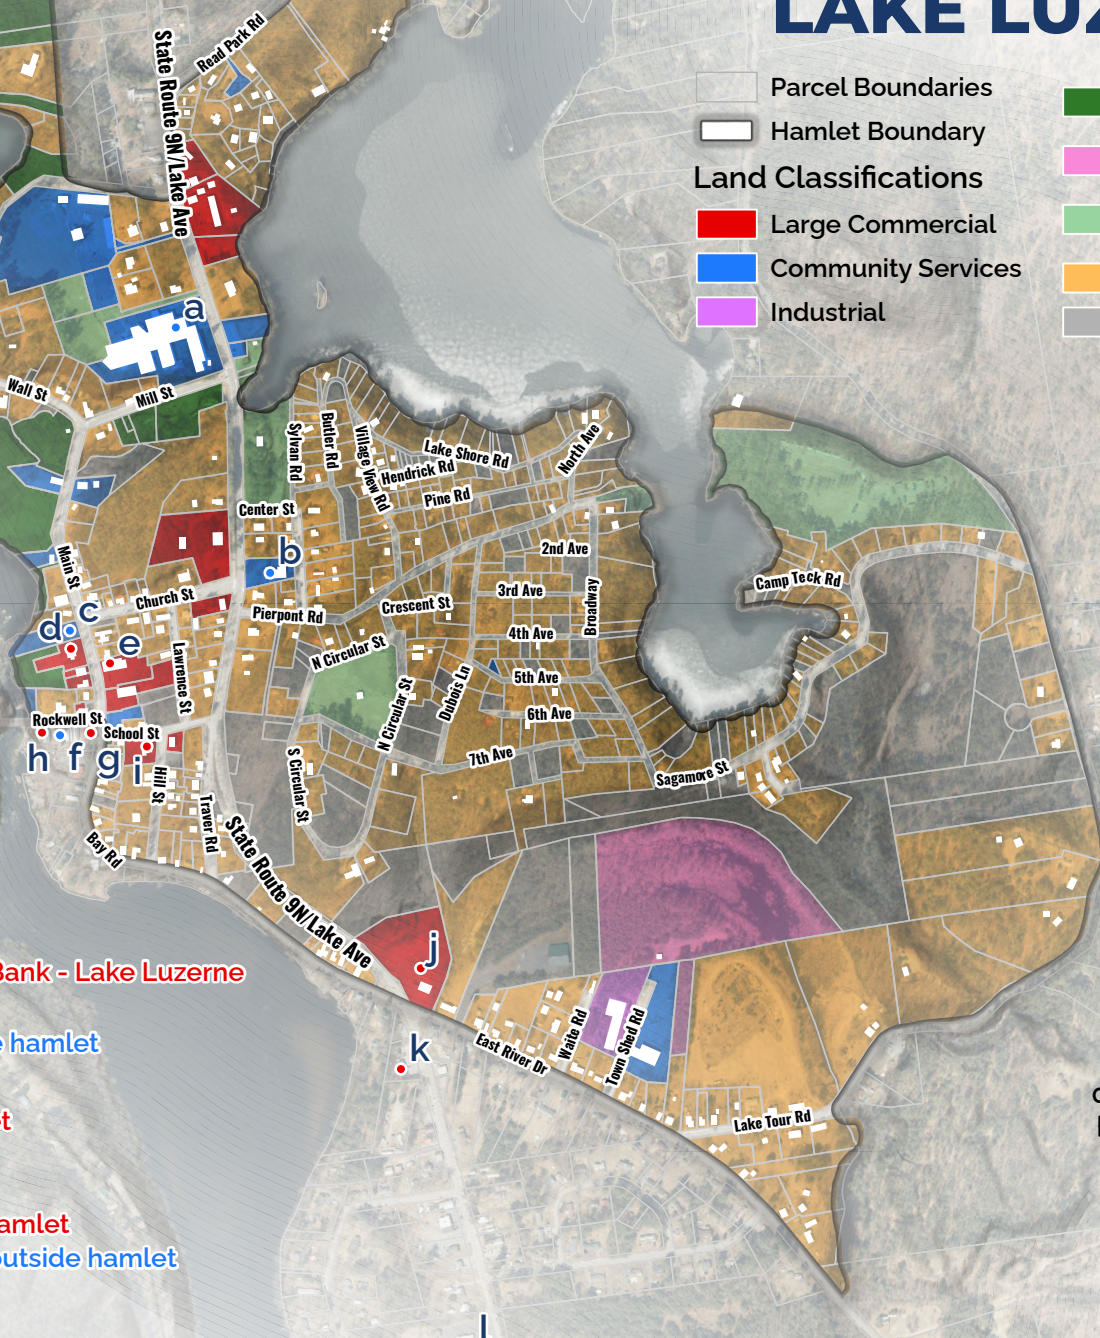 LAKE LUZ
Parcel Boundaries
Hamlet Boundary
Land Classifications
Large Commercial
Community Services
Industrial
Read Park Rd
State Route 9N/Lake Ave
a
Wall St
Mill St
Sylvan Rd
Butler Rd
Village View Rd
Lake Shore Rd
Hendrick Rd
Pine Rd
North Ave
Center St
b
2nd Ave
Main St
Church St
3rd Ave
Camp Teck Rd
Pierpont Rd
Crescent St
Broadway
c
d
e
4th Ave
N Circular St
Lawrence St
5th Ave
Dubois Ln
N Circular St
6th Ave
Rockwell St
School St
h
f
g
i
7th Ave
Sagamore St
S Circular St
Hill St
Traver Rd
Bay Rd
State Route 9N/Lake Ave
j
Bank - Lake Luzerne
Waite Rd
Town Shed Rd
East River Dr
k
e hamlet
et
Lake Tour Rd
amlet
outside hamlet
l